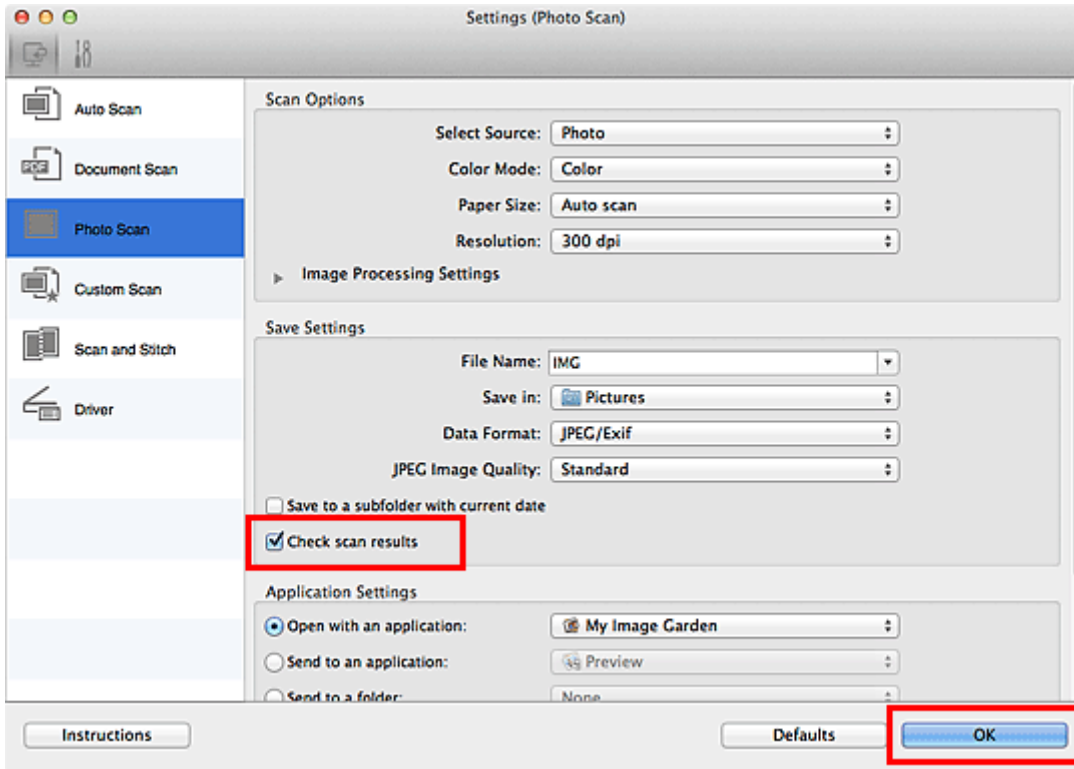 Settings (Photo Scan)
Auto Scan
PDF
Document Scan
Photo Scan
Custom Scan
Scan and Stitch
Driver
Scan Options
Select Source: Photo
Color Mode: Color
Paper Size: Auto scan
Resolution: 300 dpi
Image Processing Settings
Save Settings
File Name: IMG
Save in: Pictures
Data Format: JPEG/Exif
JPEG Image Quality: Standard
Save to a subfolder with current date
Check scan results
Application Settings
Open with an application: My Image Garden
Send to an application: Preview
Send to a folder: None
Instructions Defaults OK